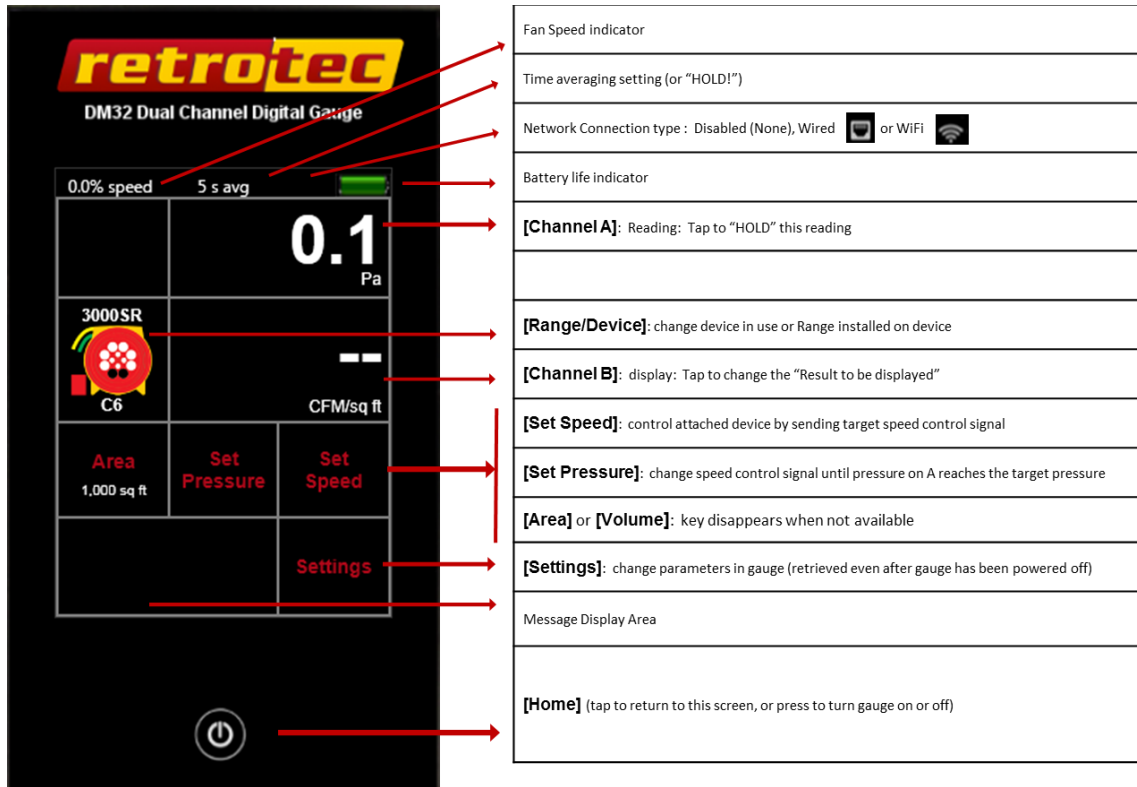 retrotec
DM32 Dual Channel Digital Gauge
0.0% speed 5 s avg
0.1
Pa
3000SR
C6
--
CFM/sq ft
Area
1,000 sq ft
Set
Pressure
Set
Speed
Settings
Fan Speed indicator
Time averaging setting (or “HOLD!”)
Network Connection type : Disabled (None), Wired or WiFi
Battery life indicator
[Channel A]: Reading: Tap to “HOLD” this reading
[Range/Device]: change device in use or Range installed on device
[Channel B]: display: Tap to change the “Result to be displayed”
[Set Speed]: control attached device by sending target speed control signal
[Set Pressure]: change speed control signal until pressure on A reaches the target pressure
[Area] or [Volume]: key disappears when not available
[Settings]: change parameters in gauge (retrieved even after gauge has been powered off)
Message Display Area
[Home] (tap to return to this screen, or press to turn gauge on or off)